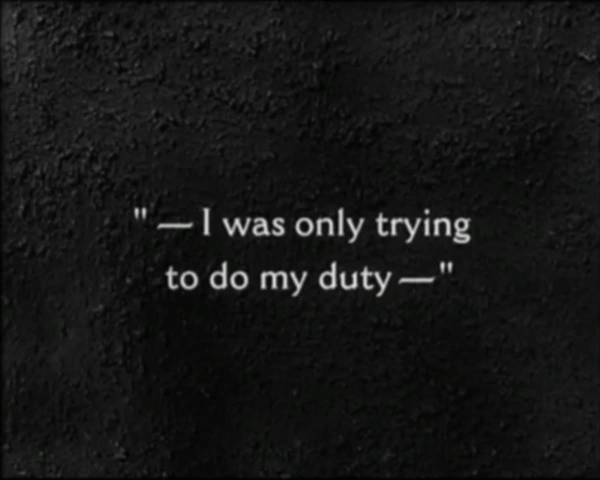 " — I was only trying
to do my duty — "